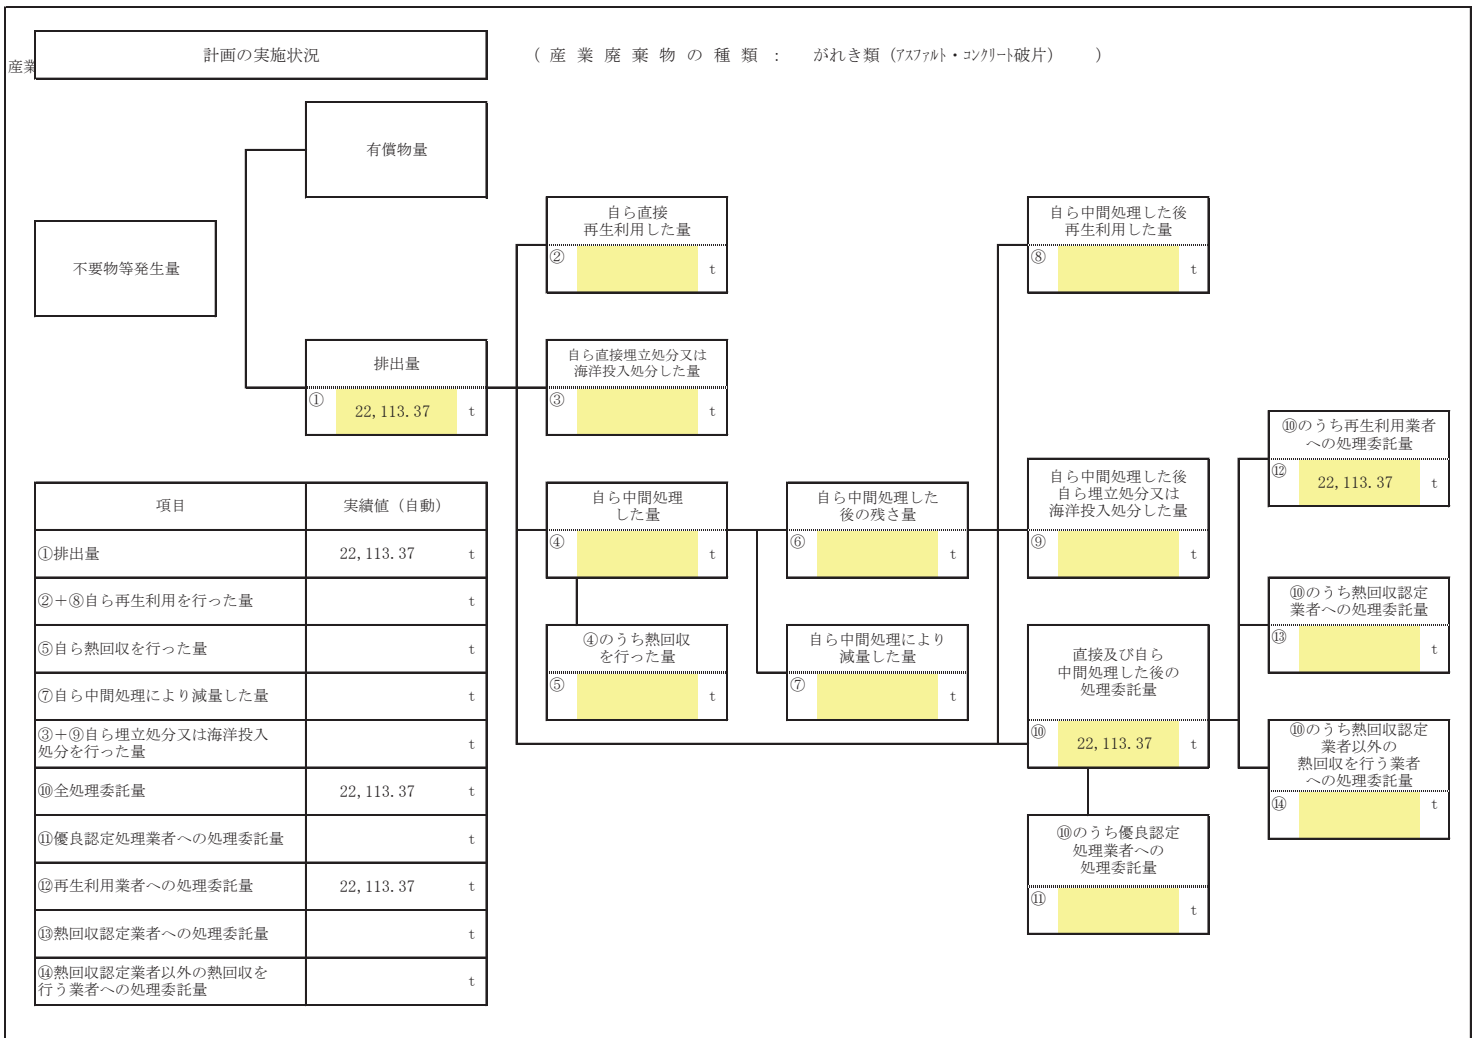 産業
計画の実施状況
（産業廃棄物の種類： がれき類（アスファルト・コンクリート破片） ）
有償物量
不要物等発生量
自ら直接
再生利用した量
② t
自ら中間処理した後
再生利用した量
⑧ t
排出量
① 22,113.37 t
自ら直接埋立処分又は
海洋投入処分した量
③ t
⑩のうち再生利用業者
への処理委託量
⑫ 22,113.37 t
自ら中間処理
した量
④ t
自ら中間処理した
後の残さ量
⑥ t
自ら中間処理した後
自ら埋立処分又は
海洋投入処分した量
⑨ t
⑩のうち熱回収認定
業者への処理委託量
⑬ t
④のうち熱回収
を行った量
⑤ t
自ら中間処理により
減量した量
⑦ t
直接及び自ら
中間処理した後の
処理委託量
⑩ 22,113.37 t
⑩のうち熱回収認定
業者以外の
熱回収を行う業者
への処理委託量
⑭ t
⑩のうち優良認定
処理業者への
処理委託量
⑪ t
項目 実績値（自動）
①排出量 22,113.37 t
②＋⑧自ら再生利用を行った量 t
⑤自ら熱回収を行った量 t
⑦自ら中間処理により減量した量 t
③＋⑨自ら埋立処分又は海洋投入
処分を行った量 t
⑩全処理委託量 22,113.37 t
⑪優良認定処理業者への処理委託量 t
⑫再生利用業者への処理委託量 22,113.37 t
⑬熱回収認定業者への処理委託量 t
⑭熱回収認定業者以外の熱回収を
行う業者への処理委託量 t